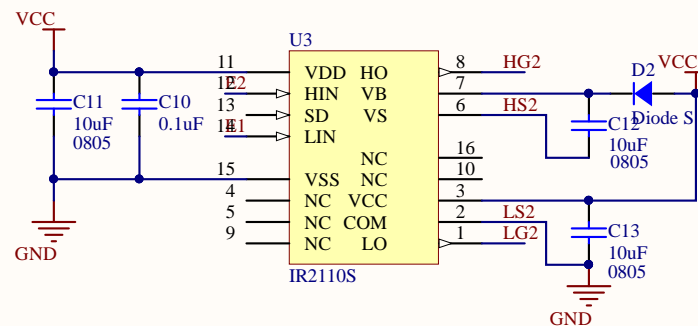 VCC
U3
11
VDD
HO
8
HG2
D2
VCC
12
E2
HIN
VB
7
C11
10uF
0805
C10
0.1uF
13
SD
VS
6
HS2
Diode S
C12
10uF
0805
14
E1
LIN
NC
16
15
VSS
NC
10
4
NC
VCC
3
5
NC
COM
2
LS2
C13
10uF
0805
9
NC
LO
1
LG2
GND
IR2110S
GND